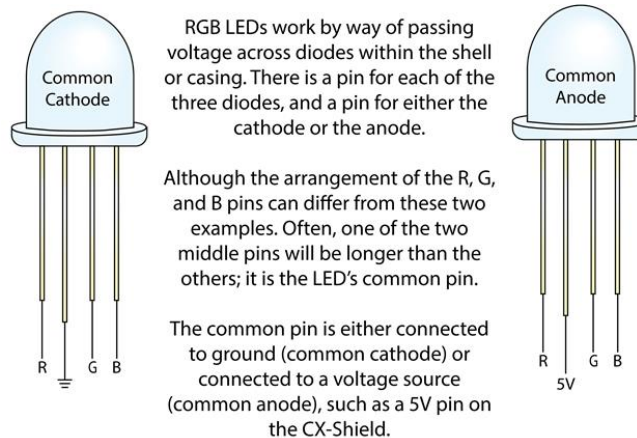 Common
Cathode
R
G
B
RGB LEDs work by way of passing
voltage across diodes within the shell
or casing. There is a pin for each of the
three diodes, and a pin for either the
cathode or the anode.
Although the arrangement of the R, G,
and B pins can differ from these two
examples. Often, one of the two
middle pins will be longer than the
others; it is the LED's common pin.
The common pin is either connected
to ground (common cathode) or
connected to a voltage source
(common anode), such as a 5V pin on
the CX-Shield.
Common
Anode
R
G
B
5V